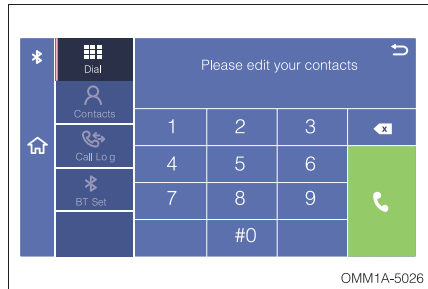 Dial
Please edit your contacts
Contacts
1 2 3
x
Call Log
4 5 6
BT Set
7 8 9
#0
OMM1A-5026